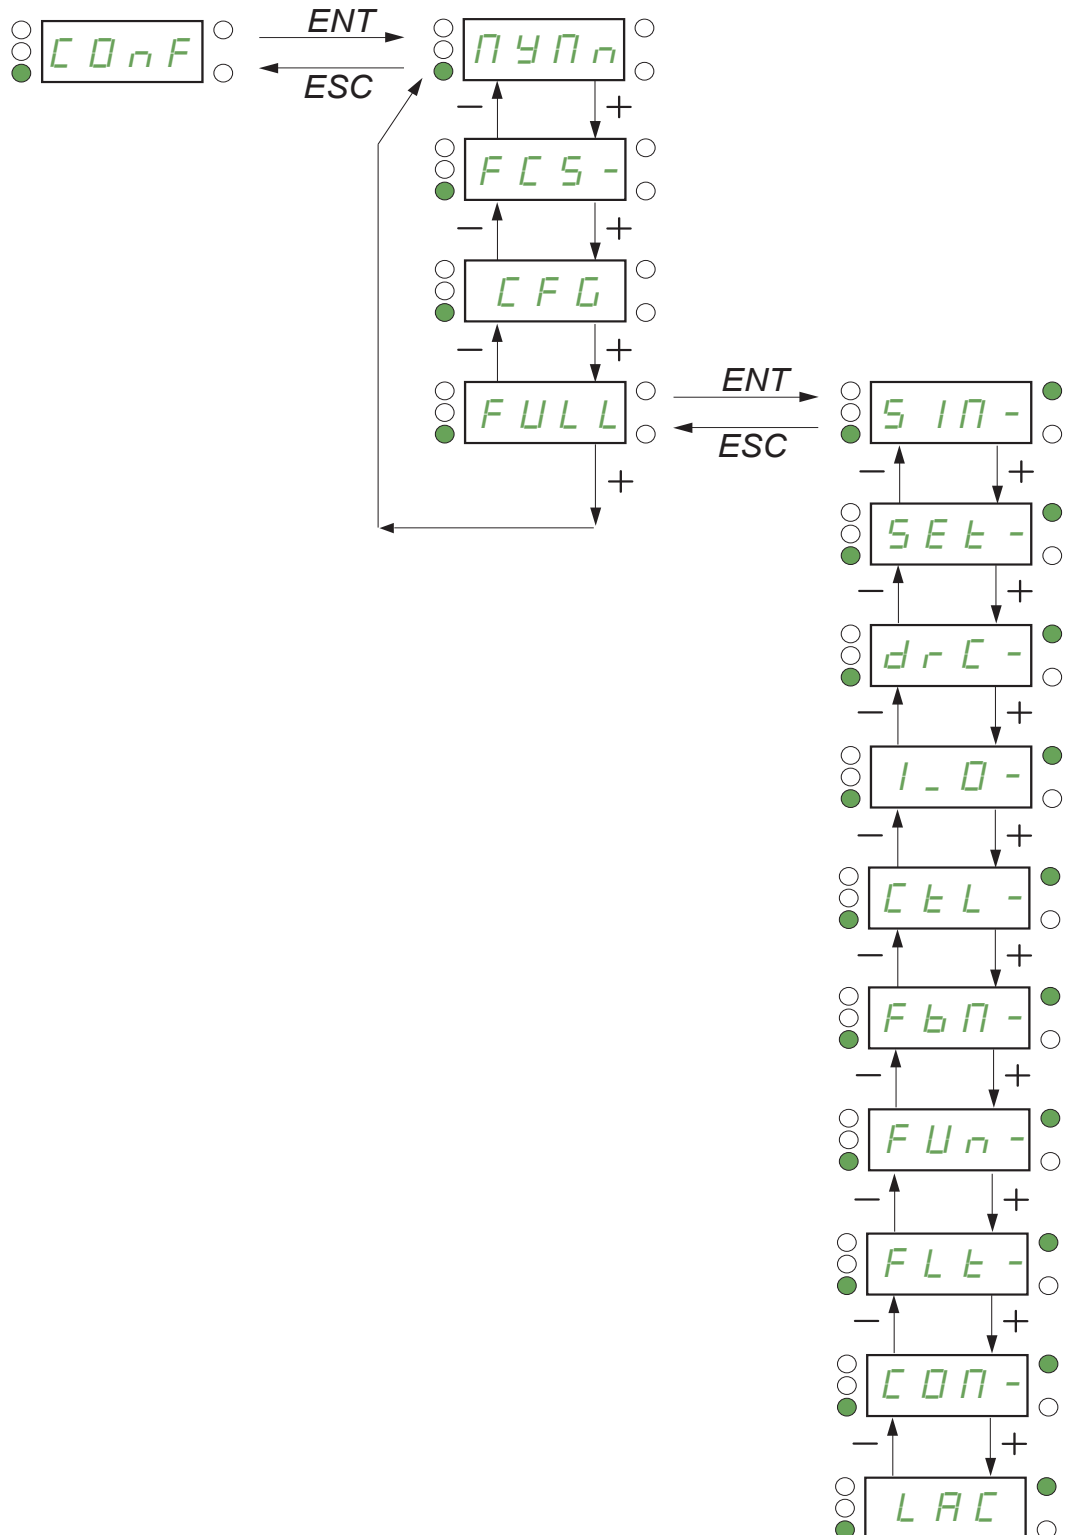 COnF
ENT
ESC
MYMn
- +
FCS-
- +
CFG
- +
FULL
+
ENT
ESC
SIM-
- +
SEt-
- +
drC-
- +
I_O-
- +
CtL-
- +
FbM-
- +
FUn-
- +
FLt-
- +
COM-
- +
LAC